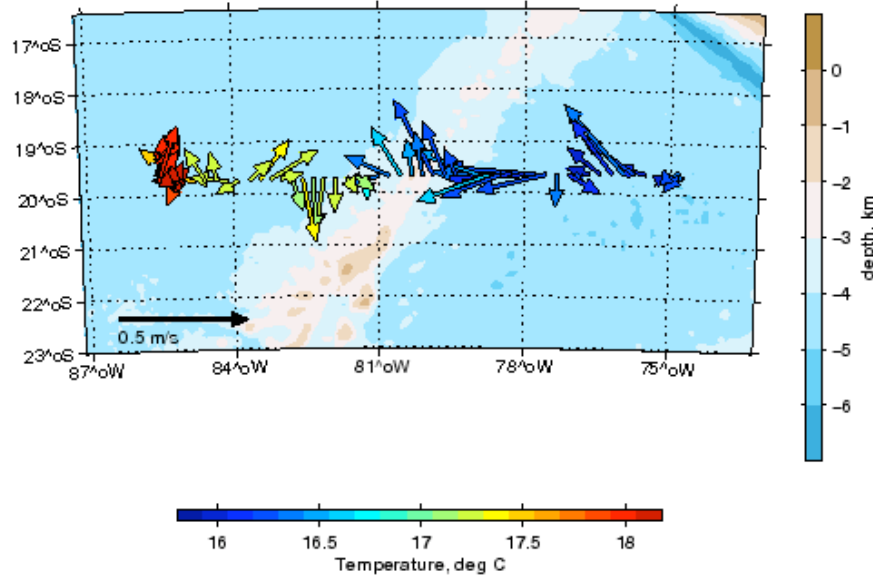 17^oS
18^oS
19^oS
20^oS
21^oS
22^oS
23^oS
0.5 m/s
87^oW 84^oW 81^oW 78^oW 75^oW
0
−1
−2
−3
−4
−5
−6
depth, km
16 16.5 17 17.5 18
Temperature, deg C